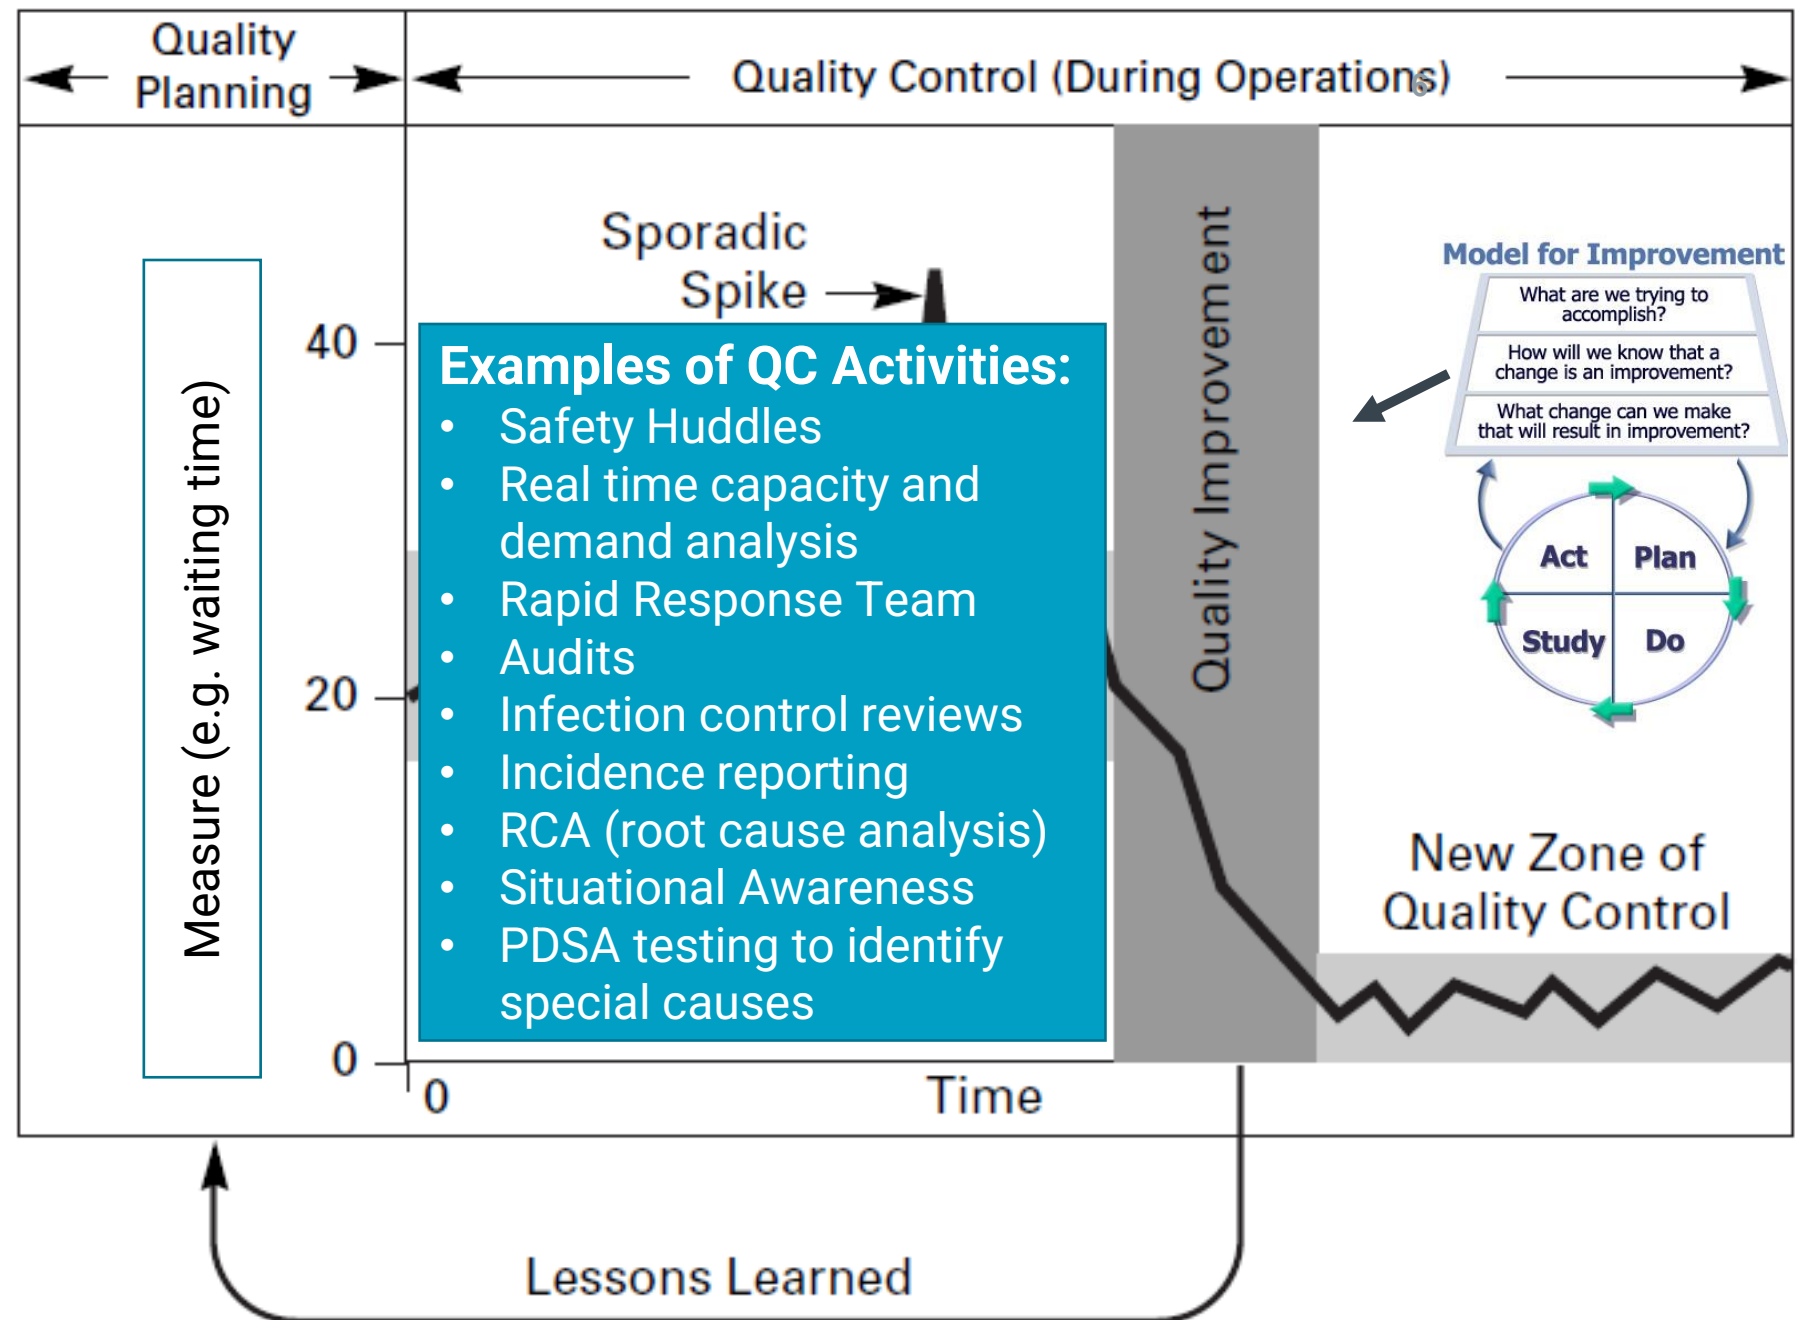 Quality
Planning
Quality Control (During Operations)
6
Sporadic
Spike
40
20
0
0
Time
Measure (e.g. waiting time)
Examples of QC Activities:
• Safety Huddles
• Real time capacity and
demand analysis
• Rapid Response Team
• Audits
• Infection control reviews
• Incidence reporting
• RCA (root cause analysis)
• Situational Awareness
• PDSA testing to identify
special causes
Quality Improvement
Model for Improvement
What are we trying to
accomplish?
How will we know that a
change is an improvement?
What change can we make
that will result in improvement?
Act
Plan
Study
Do
New Zone of
Quality Control
Lessons Learned